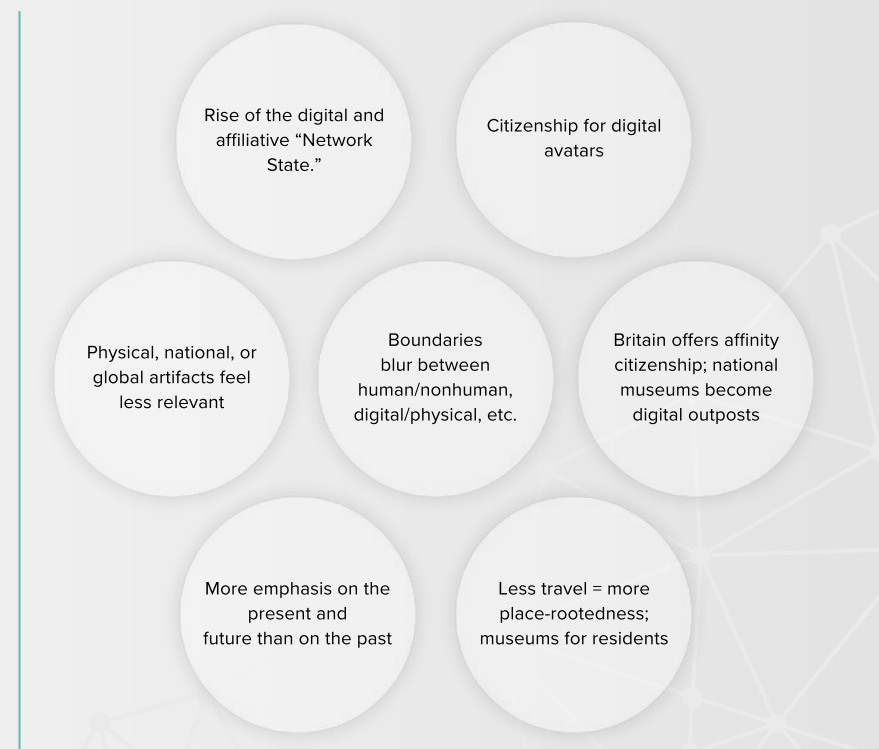 Rise of the digital and
affiliative “Network
State.”
Citizenship for digital
avatars
Physical, national, or
global artifacts feel
less relevant
Boundaries
blur between
human/nonhuman,
digital/physical, etc.
Britain offers affinity
citizenship; national
museums become
digital outposts
More emphasis on the
present and
future than on the past
Less travel = more
place-rootedness;
museums for residents